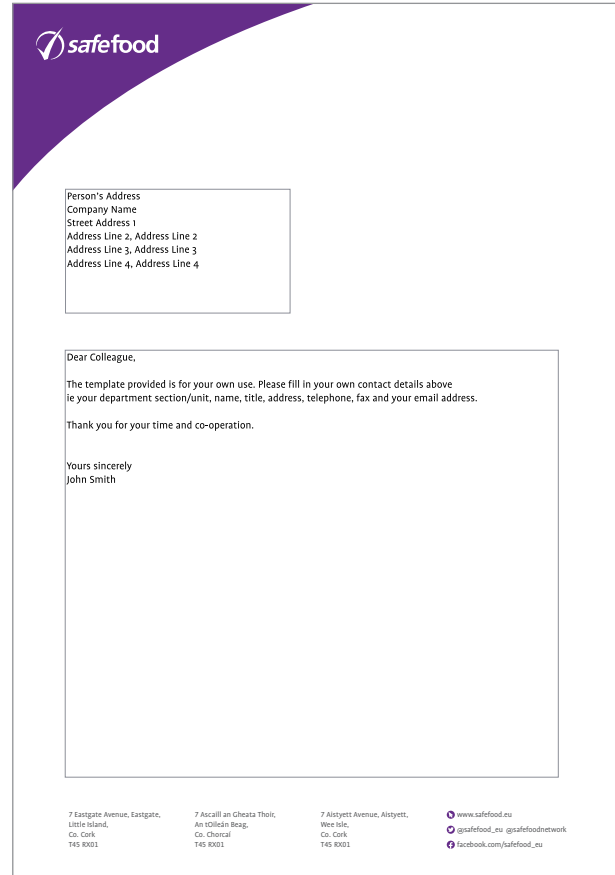 safefood
Person's Address
Company Name
Street Address 1
Address Line 2, Address Line 2
Address Line 3, Address Line 3
Address Line 4, Address Line 4
Dear Colleague,
The template provided is for your own use. Please fill in your own contact details above
ie your department section/unit, name, title, address, telephone, fax and your email address.
Thank you for your time and co-operation.
Yours sincerely
John Smith
7 Eastgate Avenue, Eastgate,
Little Island,
Co. Cork
T45 RX01
7 Ascaill an Gheata Thoir,
An tOileán Beag,
Co. Chorcaí
T45 RX01
7 Aistyett Avenue, Aistyett,
Wee Isle,
Co. Cork
T45 RX01
www.safefood.eu
@safefood_eu @safefoodnetwork
facebook.com/safefood_eu